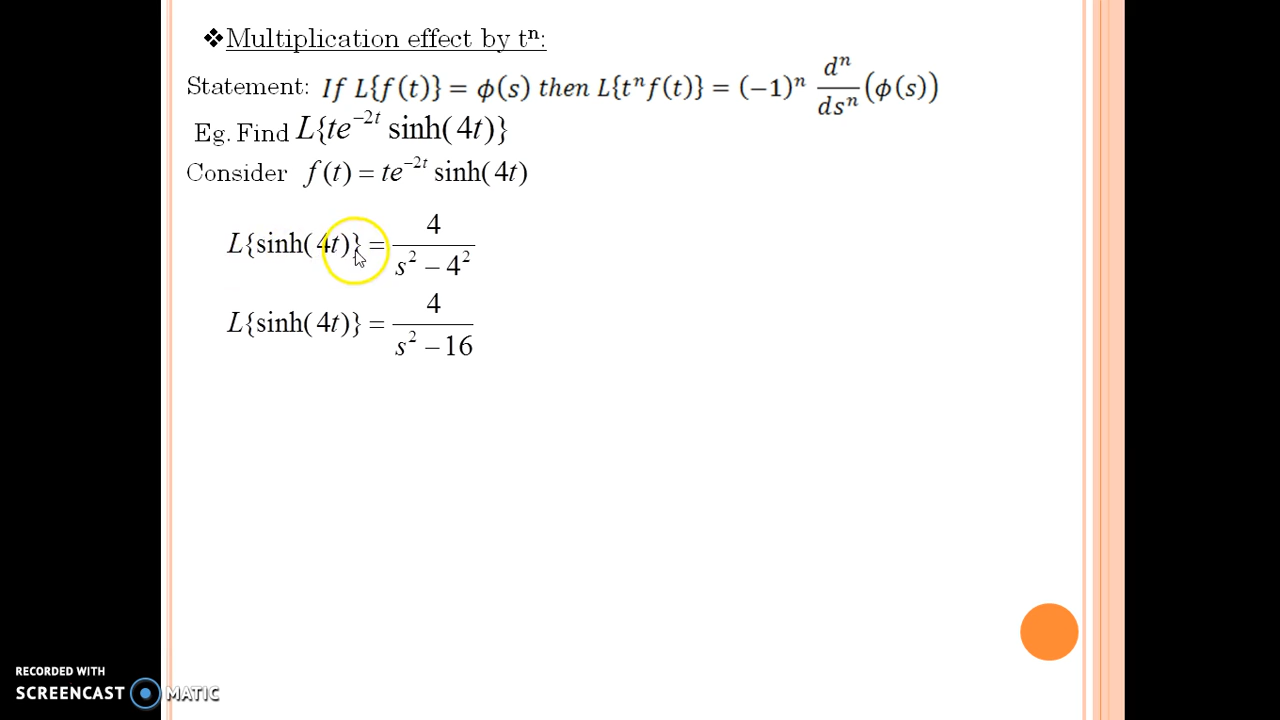 ❖Multiplication effect by tⁿ:
Statement: If L{f(t)} = ϕ(s) then L{tⁿf(t)} = (−1)ⁿ dⁿ/dsⁿ (ϕ(s))
Eg. Find L{te⁻²ᵗ sinh(4t)}
Consider f(t) = te⁻²ᵗ sinh(4t)
L{sinh(4t)} = 4/(s² − 4²)
L{sinh(4t)} = 4/(s² − 16)
RECORDED WITH
SCREENCAST MATIC